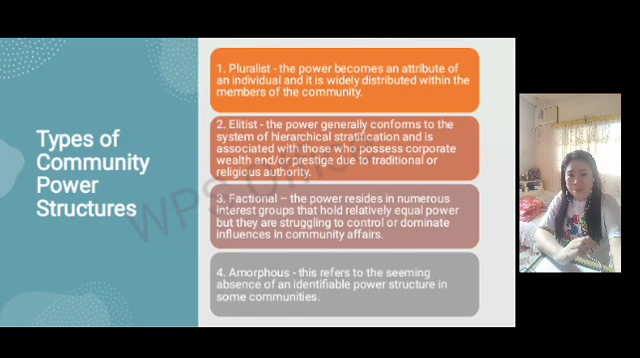 Types of
Community
Power
Structures
1. Pluralist - the power becomes an attribute of
an individual and it is widely distributed within the
members of the community.
2. Elitist - the power generally conforms to the
system of hierarchical stratification and is
associated with those who possess corporate
wealth and/or prestige due to traditional or
religious authority.
3. Factional – the power resides in numerous
interest groups that hold relatively equal power
but they are struggling to control or dominate
influences in community affairs.
4. Amorphous - this refers to the seeming
absence of an identifiable power structure in
some communities.
WPS Office